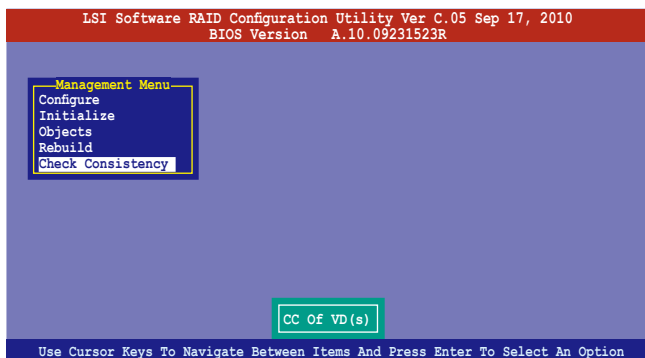 LSI Software RAID Configuration Utility Ver C.05 Sep 17, 2010
BIOS Version A.10.09231523R
Management Menu
Configure
Initialize
Objects
Rebuild
Check Consistency
CC Of VD(s)
Use Cursor Keys To Navigate Between Items And Press Enter To Select An Option